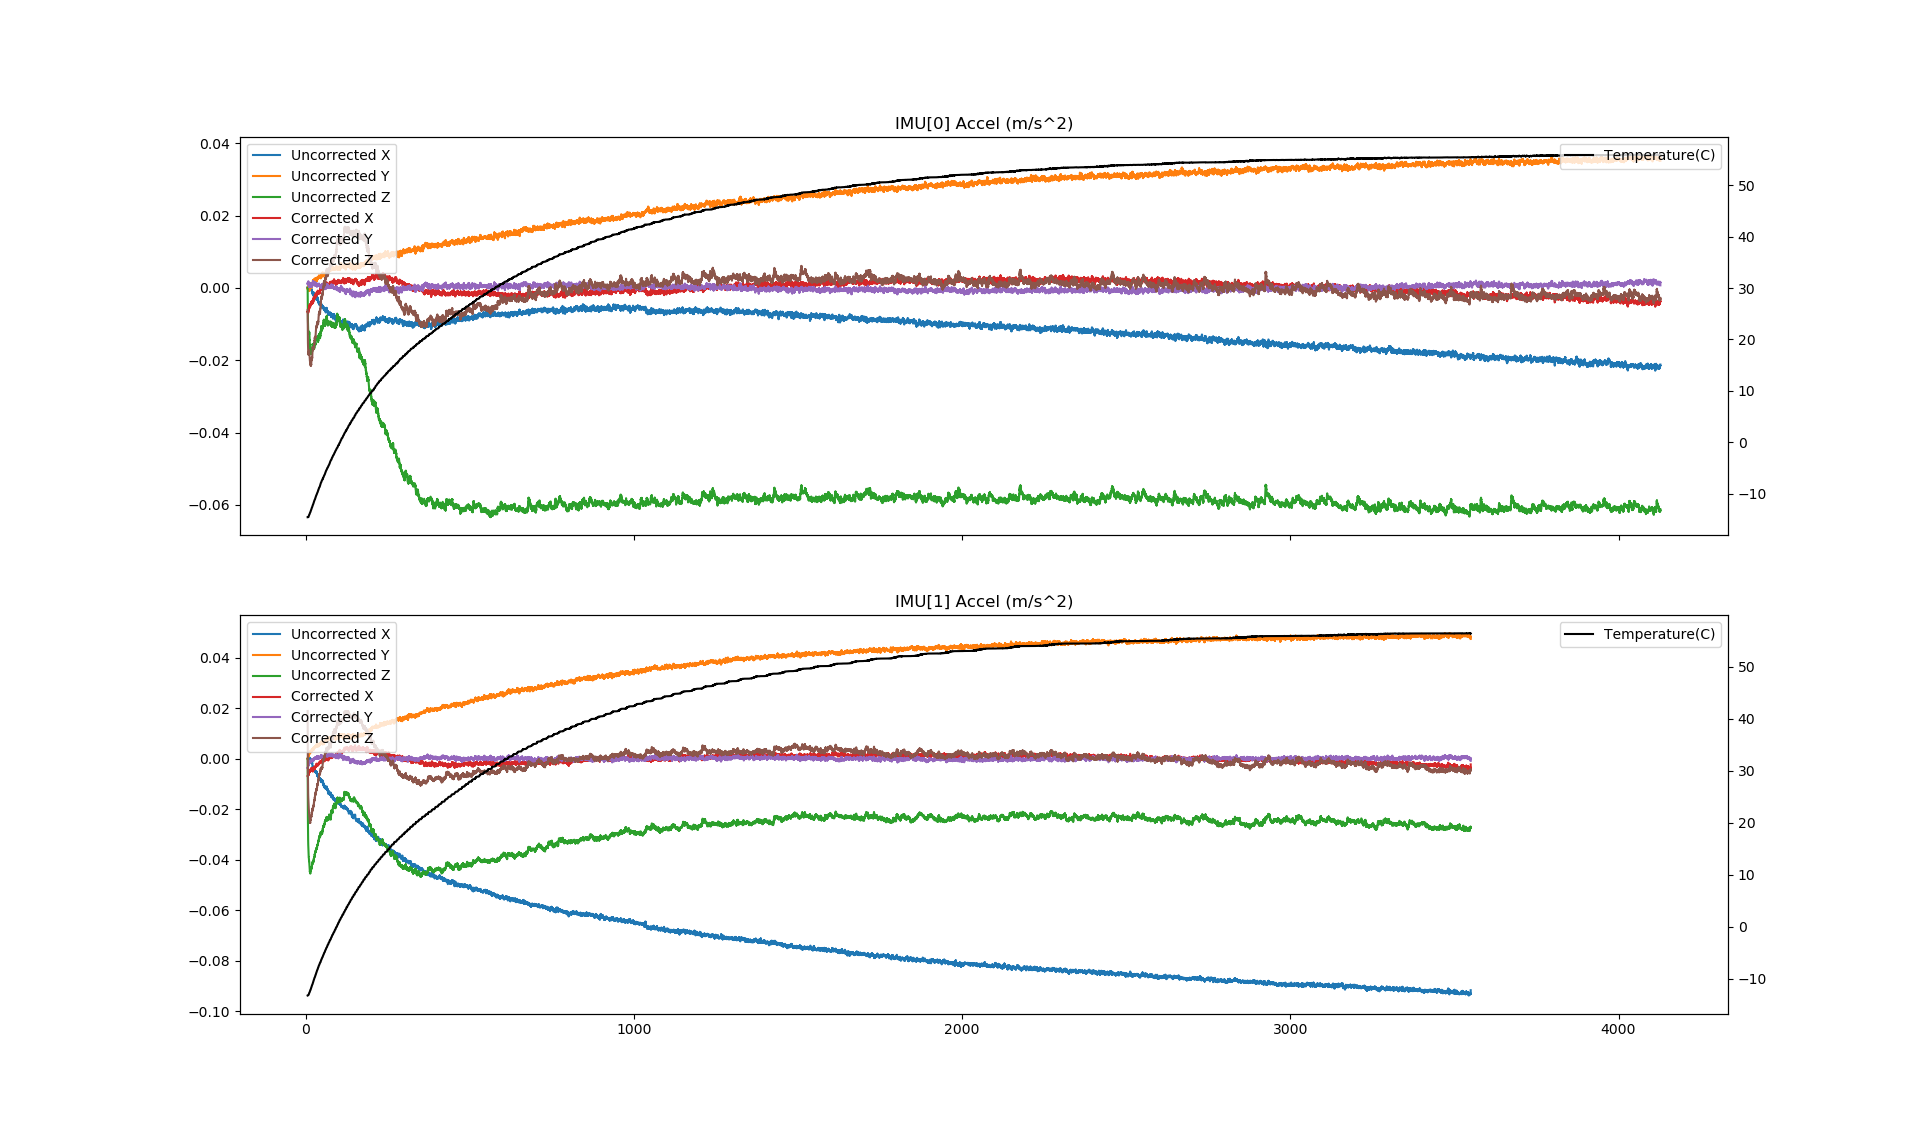 IMU[0] Accel (m/s^2)
0.04
0.02
0.00
−0.02
−0.04
−0.06
Uncorrected X
Uncorrected Y
Uncorrected Z
Corrected X
Corrected Y
Corrected Z
Temperature(C)
50
40
30
20
10
0
−10
IMU[1] Accel (m/s^2)
0.04
0.02
0.00
−0.02
−0.04
−0.06
−0.08
−0.10
Uncorrected X
Uncorrected Y
Uncorrected Z
Corrected X
Corrected Y
Corrected Z
Temperature(C)
50
40
30
20
10
0
−10
0 1000 2000 3000 4000